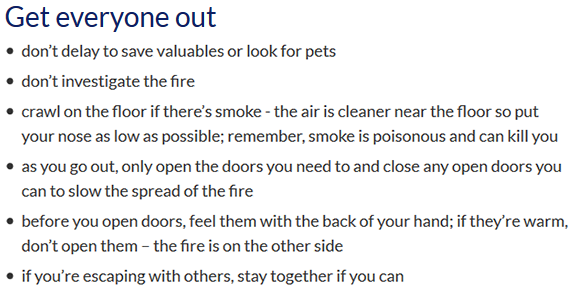 Get everyone out
• don’t delay to save valuables or look for pets
• don’t investigate the fire
• crawl on the floor if there’s smoke - the air is cleaner near the floor so put
your nose as low as possible; remember, smoke is poisonous and can kill you
• as you go out, only open the doors you need to and close any open doors you
can to slow the spread of the fire
• before you open doors, feel them with the back of your hand; if they’re warm,
don’t open them – the fire is on the other side
• if you’re escaping with others, stay together if you can